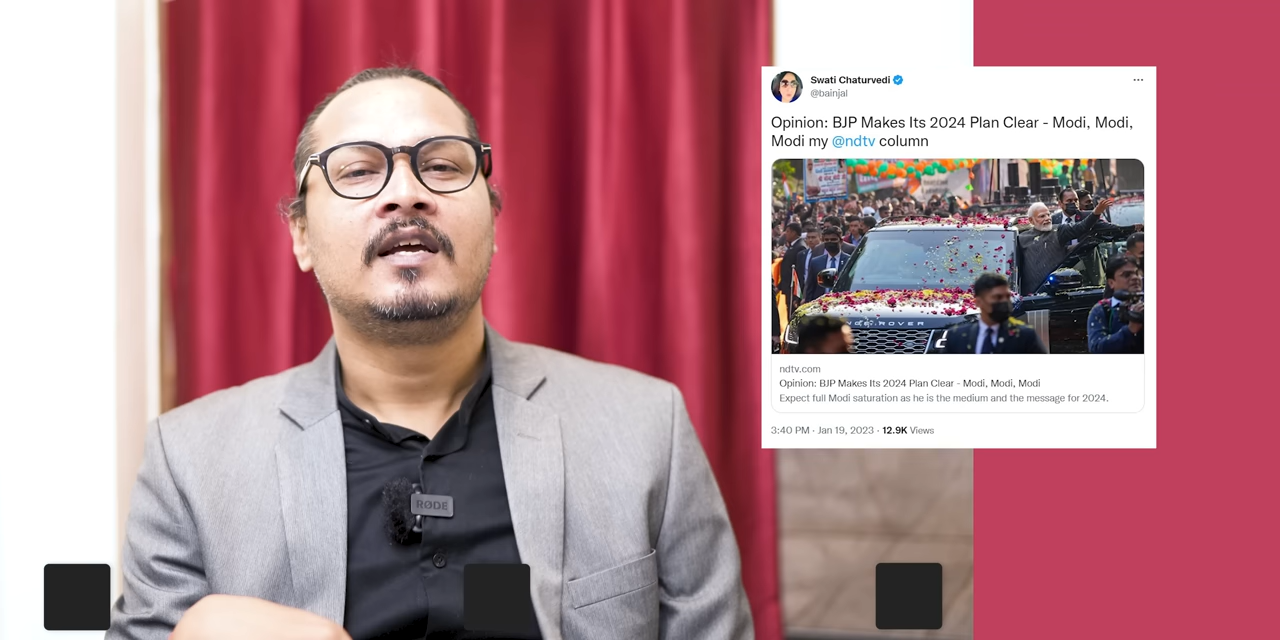 Swati Chaturvedi
@bainjal
Opinion: BJP Makes Its 2024 Plan Clear - Modi, Modi,
Modi my @ndtv column
ndtv.com
Opinion: BJP Makes Its 2024 Plan Clear - Modi, Modi, Modi
Expect full Modi saturation as he is the medium and the message for 2024.
3:40 PM · Jan 19, 2023 · 12.9K Views
RØDE